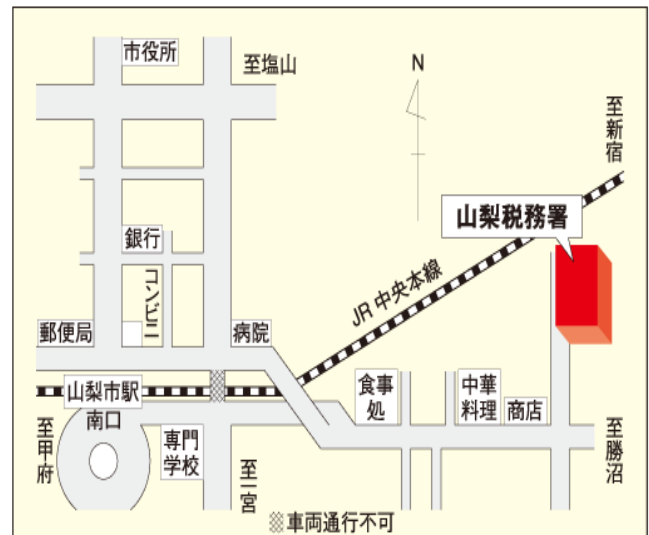 市役所
至塩山
N
至新宿
山梨税務署
銀行
コンビニ
JR中央本線
郵便局
病院
山梨市駅
南口
食事
処
中華
料理
商店
至甲府
専門
学校
至一宮
至勝沼
車両通行不可